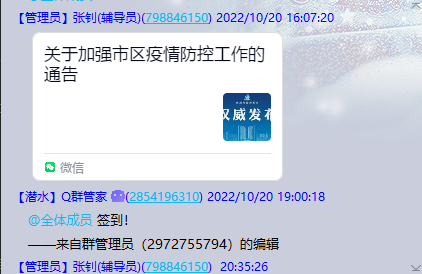 【管理员】张钊(辅导员)(798846150) 2022/10/20 16:07:20
关于加强市区疫情防控工作的
通告
权威发布
微信
【潜水】Q群管家(2854196310) 2022/10/20 19:00:18
@全体成员 签到!
——来自群管理员（2972755794）的编辑
【管理员】张钊(辅导员)(798846150) 20:35:26